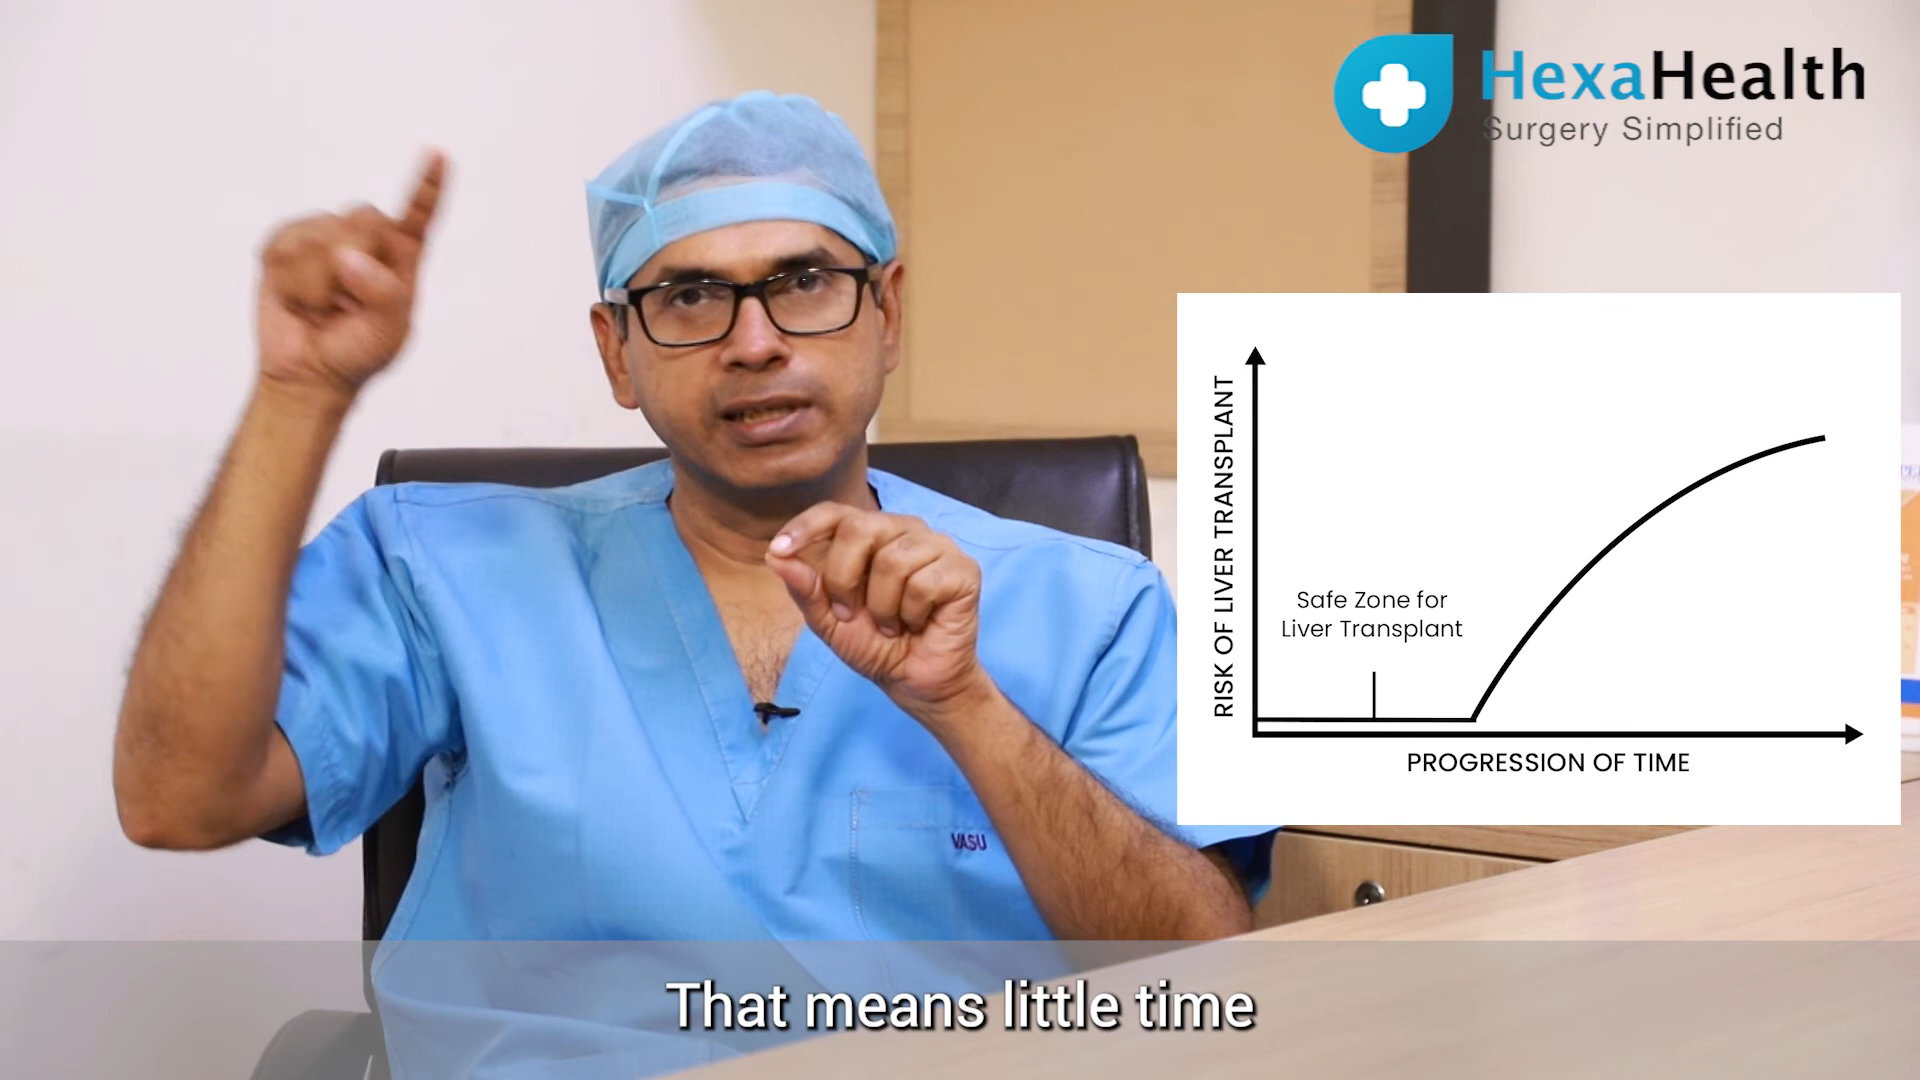 HexaHealth
Surgery Simplified
RISK OF LIVER TRANSPLANT
Safe Zone for
Liver Transplant
PROGRESSION OF TIME
VASU
That means little time